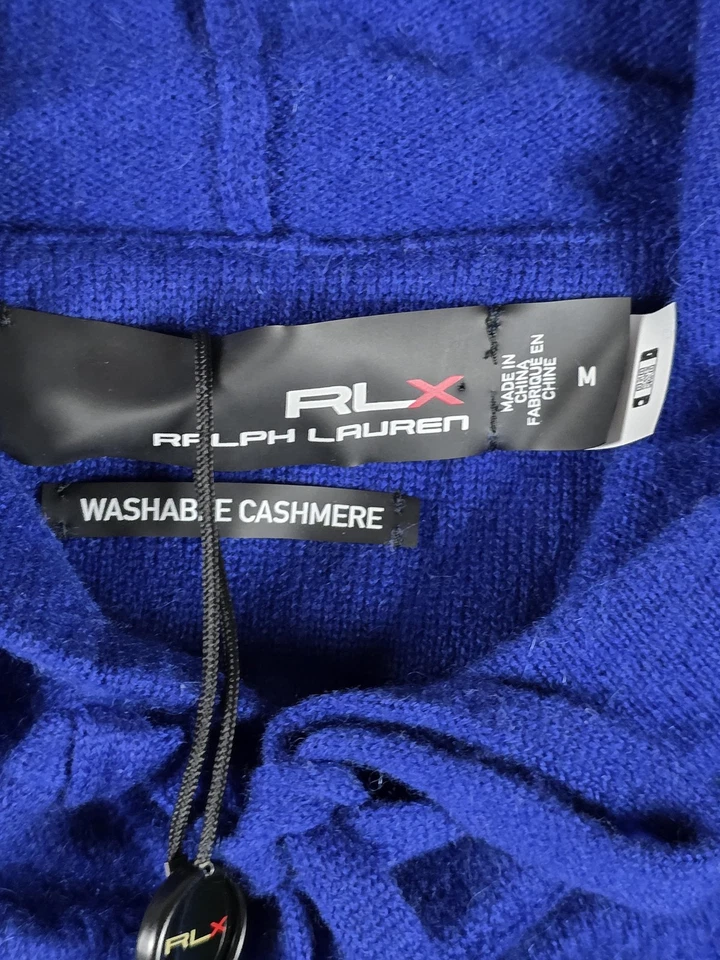 RLX
RALPH LAUREN
MADE IN
CHINA
FABRIQUE EN
CHINE
M
WASHABLE CASHMERE
RLX